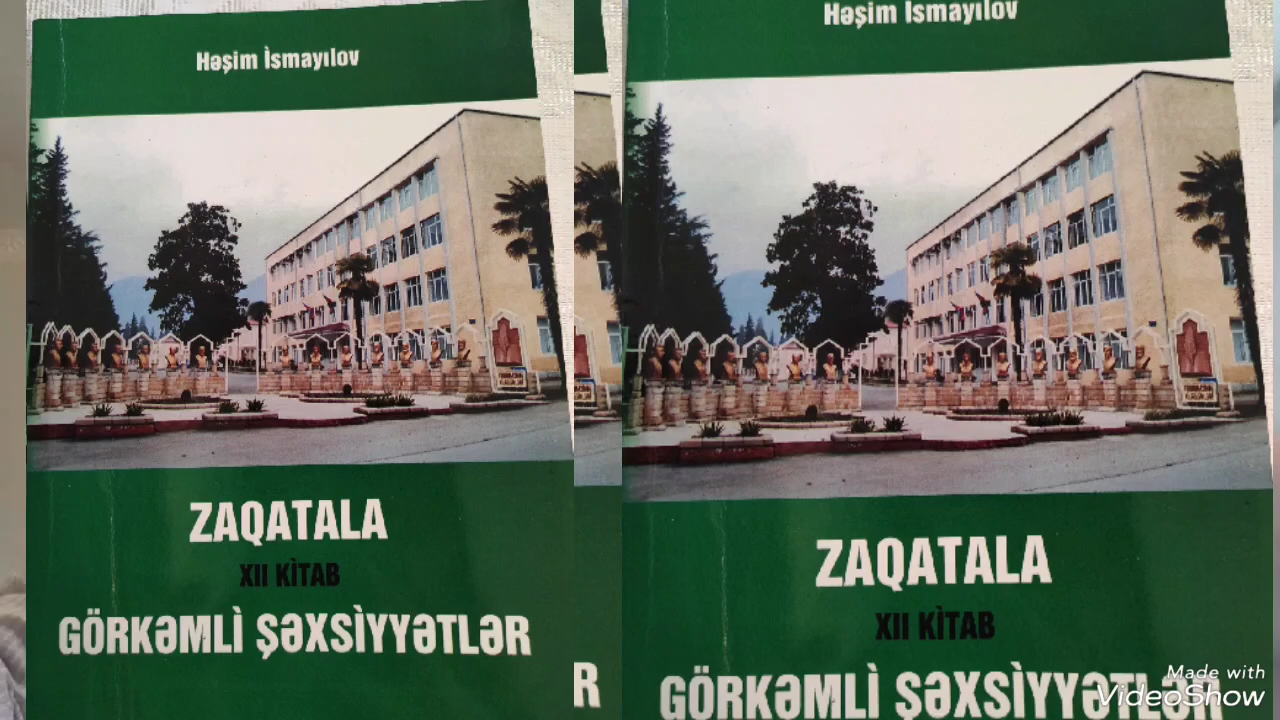 Həşim İsmayılov
ZAQATALA
XII KİTAB
GÖRKƏMLİ ŞƏXSİYYƏTLƏR
R
Həşim İsmayılov
ZAQATALA
XII KİTAB
GÖRKƏMLİ ŞƏXSİYYƏTLƏR
Made with
VideoShow